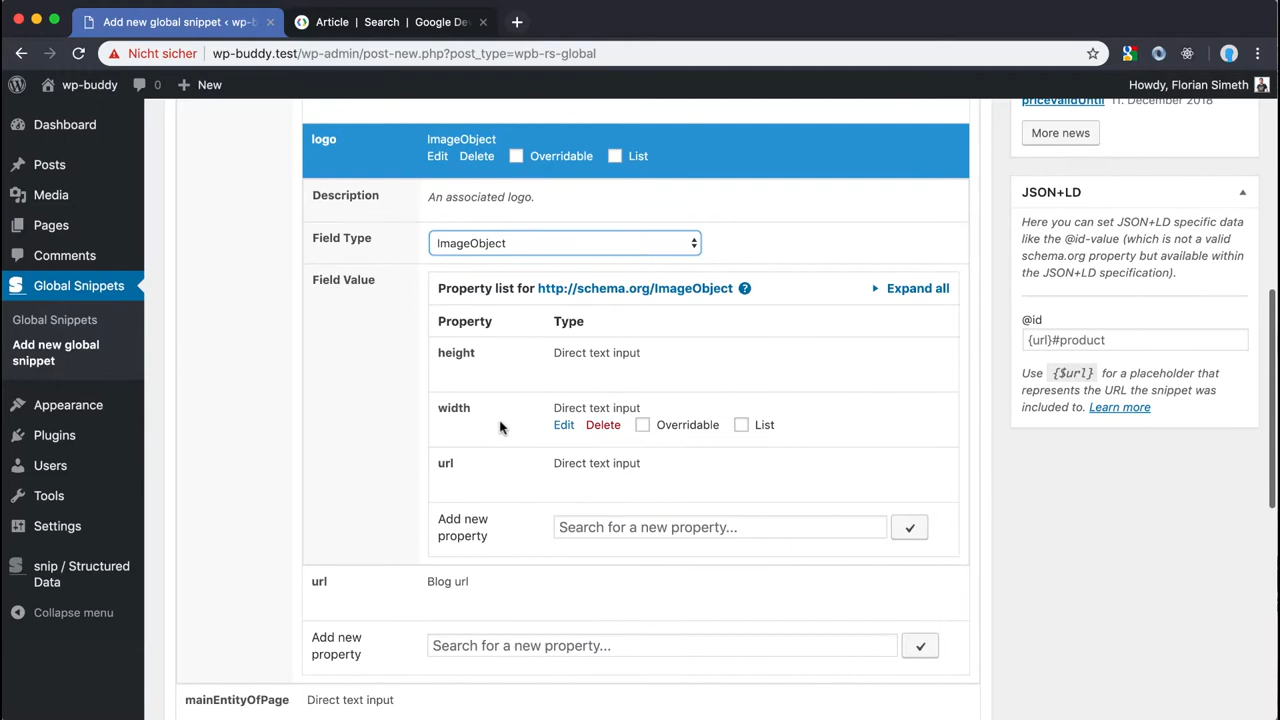 Add new global snippet ‹ wp-b
Article | Search | Google De
Nicht sicher
wp-buddy.test/wp-admin/post-new.php?post_type=wpb-rs-global
wp-buddy
0
New
Howdy, Florian Simeth
Dashboard
Posts
Media
Pages
Comments
Global Snippets
Global Snippets
Add new global
snippet
Appearance
Plugins
Users
Tools
Settings
snip / Structured
Data
Collapse menu
logo
ImageObject
Edit Delete Overridable List
Description
An associated logo.
Field Type
ImageObject
Field Value
Property list for http://schema.org/ImageObject
Expand all
Property Type
height Direct text input
width Direct text input
Edit Delete Overridable List
url Direct text input
Add new
property
Search for a new property...
url Blog url
Add new
property
Search for a new property...
mainEntityOfPage Direct text input
priceValidUntil 11. December 2018
More news
JSON+LD
Here you can set JSON+LD specific data
like the @id-value (which is not a valid
schema.org property but available within
the JSON+LD specification).
@id
{url}#product
Use {$url} for a placeholder that
represents the URL the snippet was
included to. Learn more